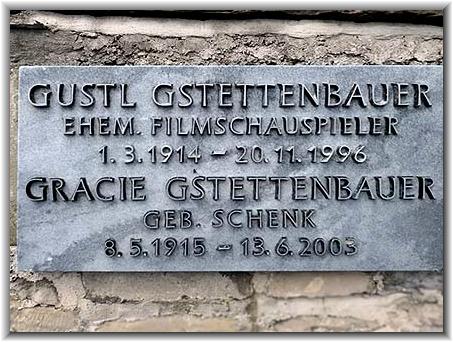 GUSTL GSTETTENBAUER
EHEM. FILMSCHAUSPIELER
1.3.1914 – 20.11.1996
GRACIE GSTETTENBAUER
GEB. SCHENK
8.5.1915 – 13.6.2003